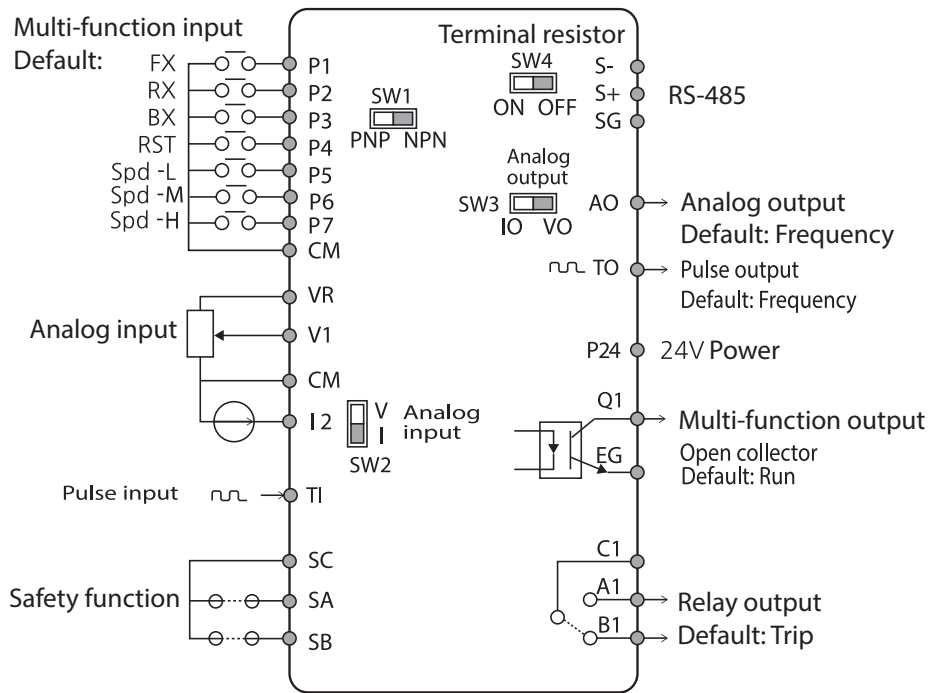 Multi-function input
Default:
FX
P1
RX
P2
BX
P3
RST
P4
Spd -L
P5
Spd -M
P6
Spd -H
P7
CM
SW1
PNP NPN
Terminal resistor
SW4
ON OFF
S-
S+
SG
RS-485
Analog
output
SW3
IO VO
AO
Analog output
Default: Frequency
TO
Pulse output
Default: Frequency
VR
Analog input
V1
CM
I2
V
I
Analog
input
SW2
P24
24V Power
Q1
Multi-function output
EG
Open collector
Default: Run
Pulse input
TI
SC
Safety function
SA
SB
C1
A1
Relay output
B1
Default: Trip